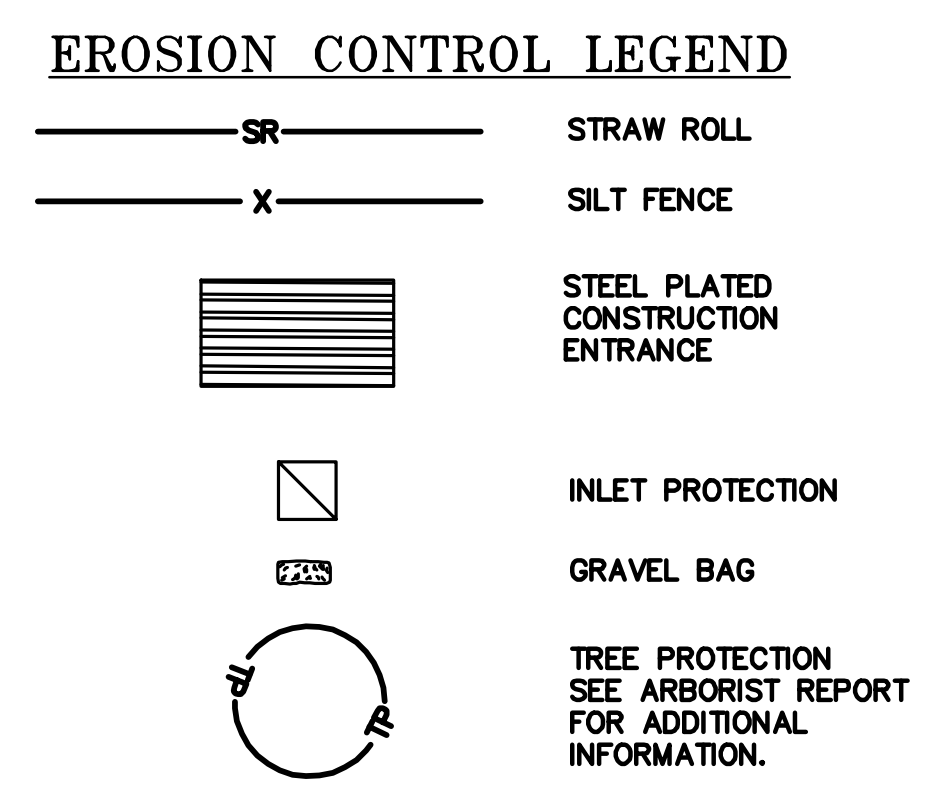 EROSION CONTROL LEGEND
SR STRAW ROLL
X SILT FENCE
STEEL PLATED
CONSTRUCTION
ENTRANCE
INLET PROTECTION
GRAVEL BAG
TP
TP
TREE PROTECTION
SEE ARBORIST REPORT
FOR ADDITIONAL
INFORMATION.